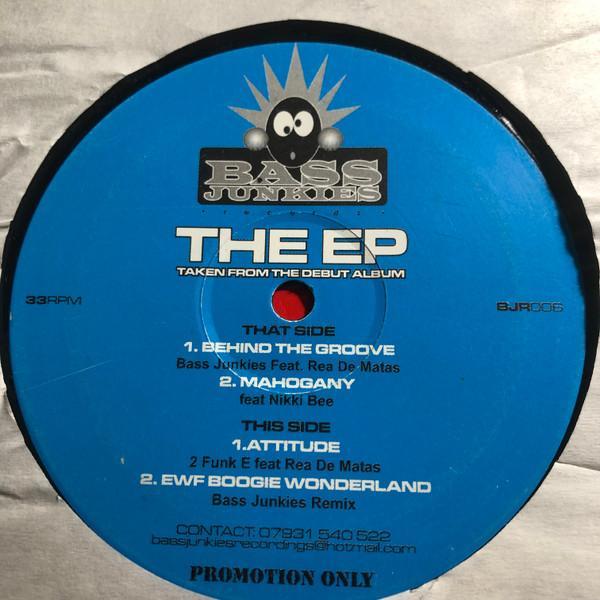 BASS
JUNKIES
records
THE EP
TAKEN FROM THE DEBUT ALBUM
33RPM
BJR006
THAT SIDE
1. BEHIND THE GROOVE
Bass Junkies Feat. Rea De Matas
2. MAHOGANY
feat Nikki Bee
THIS SIDE
1.ATTITUDE
2 Funk E feat Rea De Matas
2. EWF BOOGIE WONDERLAND
Bass Junkies Remix
CONTACT: 07931 540 522
bassjunkiesrecordings@hotmail.com
PROMOTION ONLY